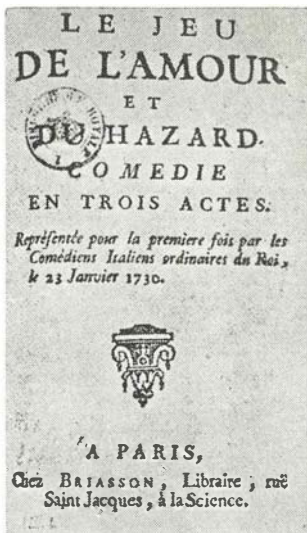 LE JEU
DE L'AMOUR
ET
DU HAZARD.
COMEDIE
EN TROIS ACTES.
Repréſentée pour la premiere fois par les
Comédiens Italiens ordinaires du Roi,
le 23 Janvier 1730.
A PARIS,
Chez BRIASSON, Libraire, ruë
Saint Jacques, à la Science.